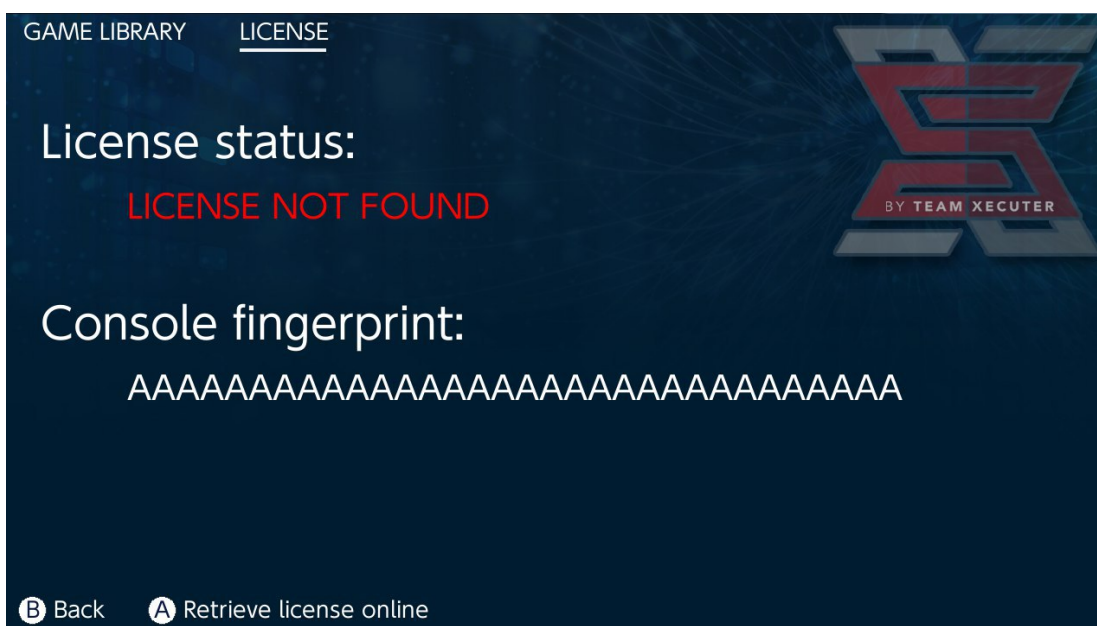 GAME LIBRARY LICENSE
License status:
LICENSE NOT FOUND
BY TEAM XECUTER
Console fingerprint:
AAAAAAAAAAAAAAAAAAAAAAAAAAAAAAAA
B Back A Retrieve license online